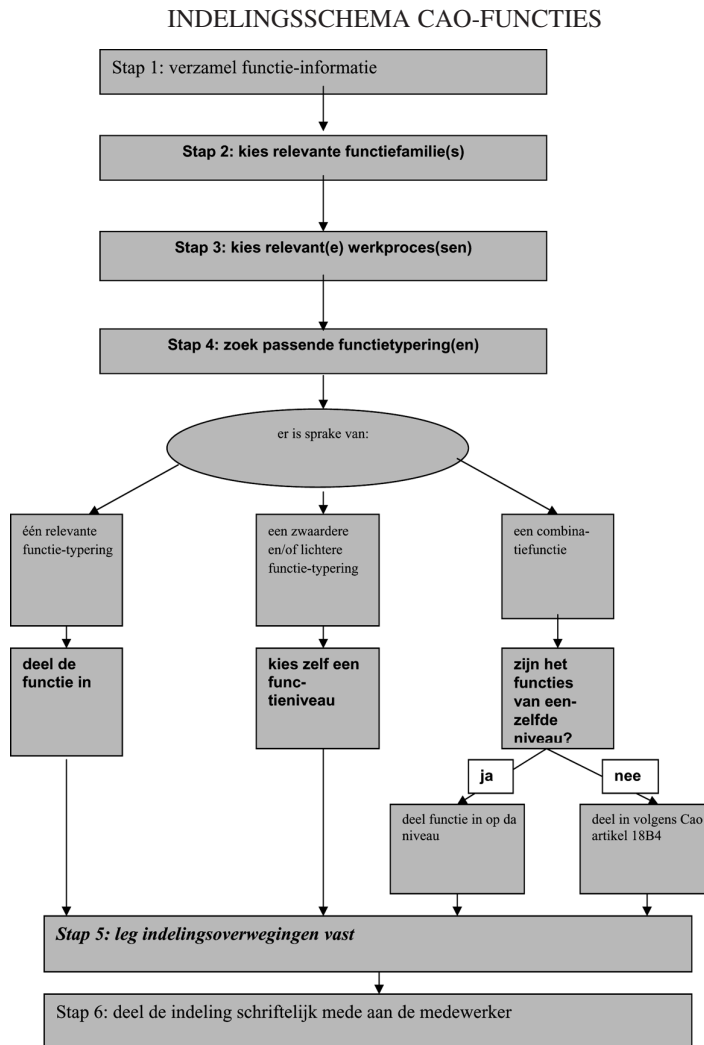 INDELINGSSCHEMA CAO-FUNCTIES
Stap 1: verzamel functie-informatie
Stap 2: kies relevante functiefamilie(s)
Stap 3: kies relevant(e) werkproces(sen)
Stap 4: zoek passende functietypering(en)
er is sprake van:
één relevante
functie-typering
een zwaardere
en/of lichtere
functie-typering
een combina-
tiefunctie
deel de
functie in
kies zelf een
func-
tieniveau
zijn het
functies
van een-
zelfde
niveau?
ja
nee
deel functie in op da
niveau
deel in volgens Cao
artikel 18B4
Stap 5: leg indelingsoverwegingen vast
Stap 6: deel de indeling schriftelijk mede aan de medewerker